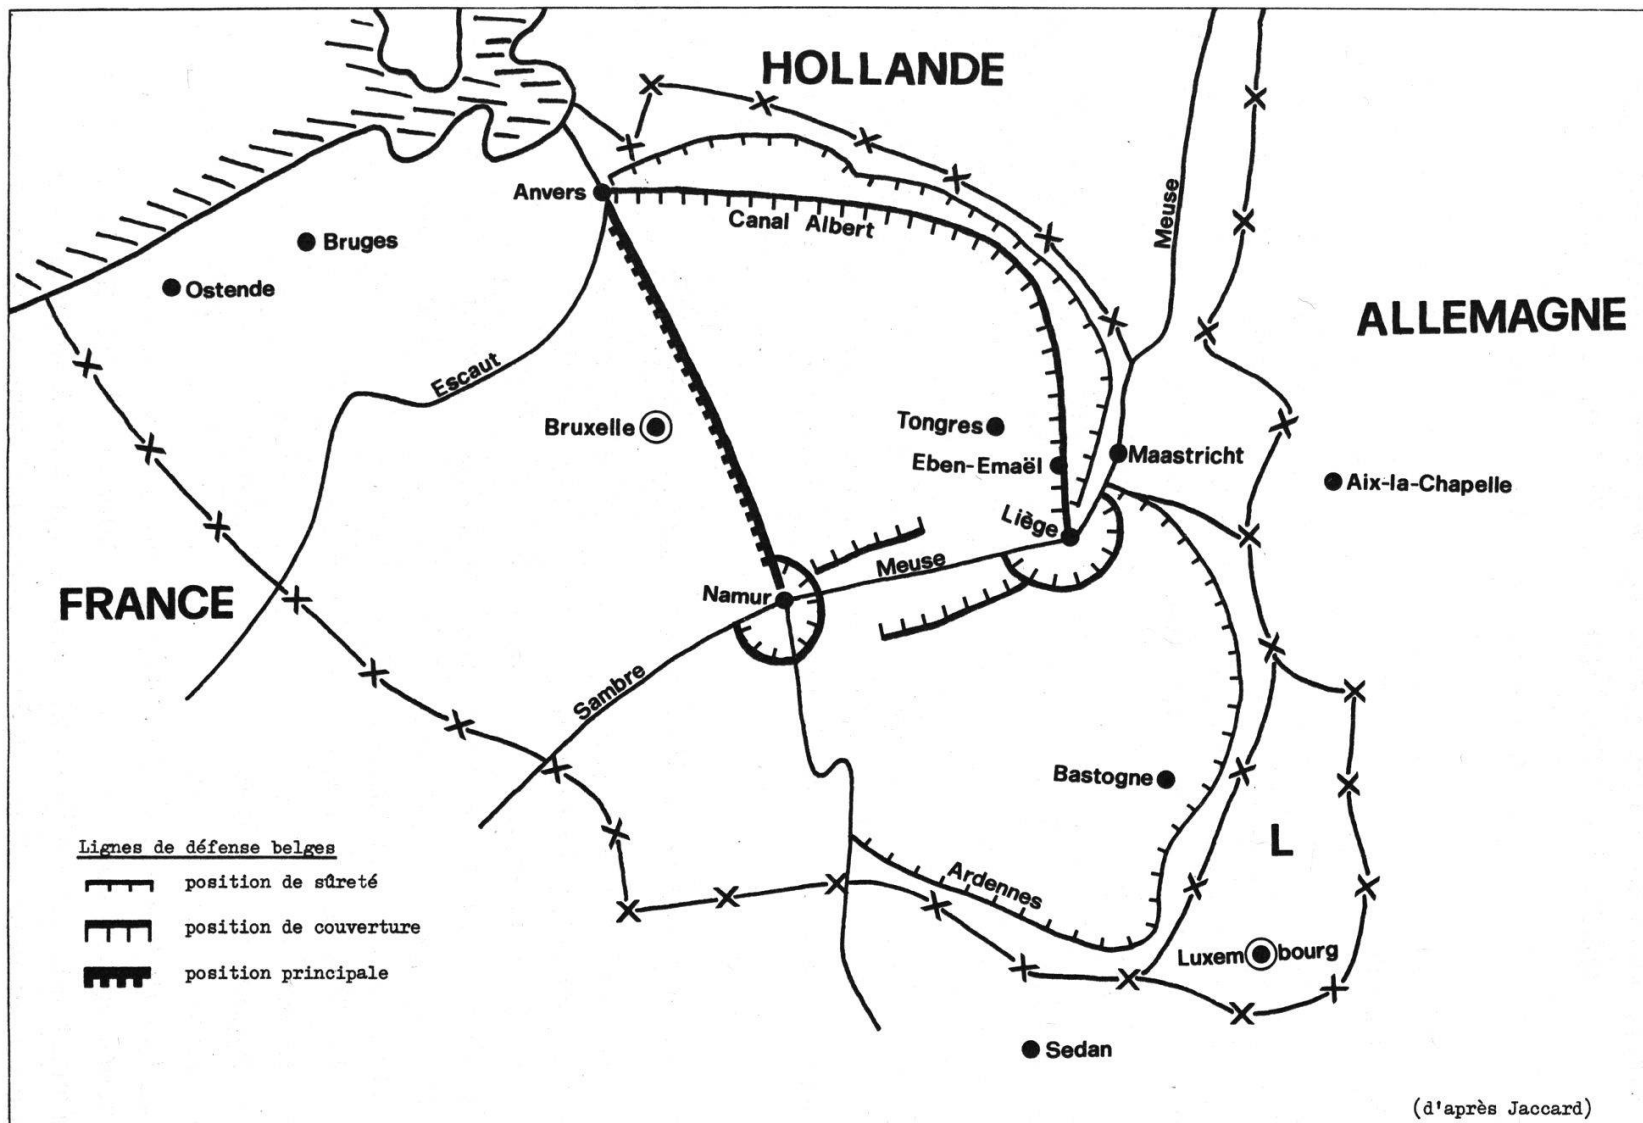 HOLLANDE
Anvers
Canal Albert
Meuse
Bruges
Ostende
ALLEMAGNE
Escaut
Bruxelle
Tongres
Eben-Emaël
Maastricht
Aix-la-Chapelle
Liège
Meuse
Namur
FRANCE
Sambre
Bastogne
L
Ardennes
Luxembourg
Sedan
Lignes de défense belges
position de sûreté
position de couverture
position principale
(d'après Jaccard)